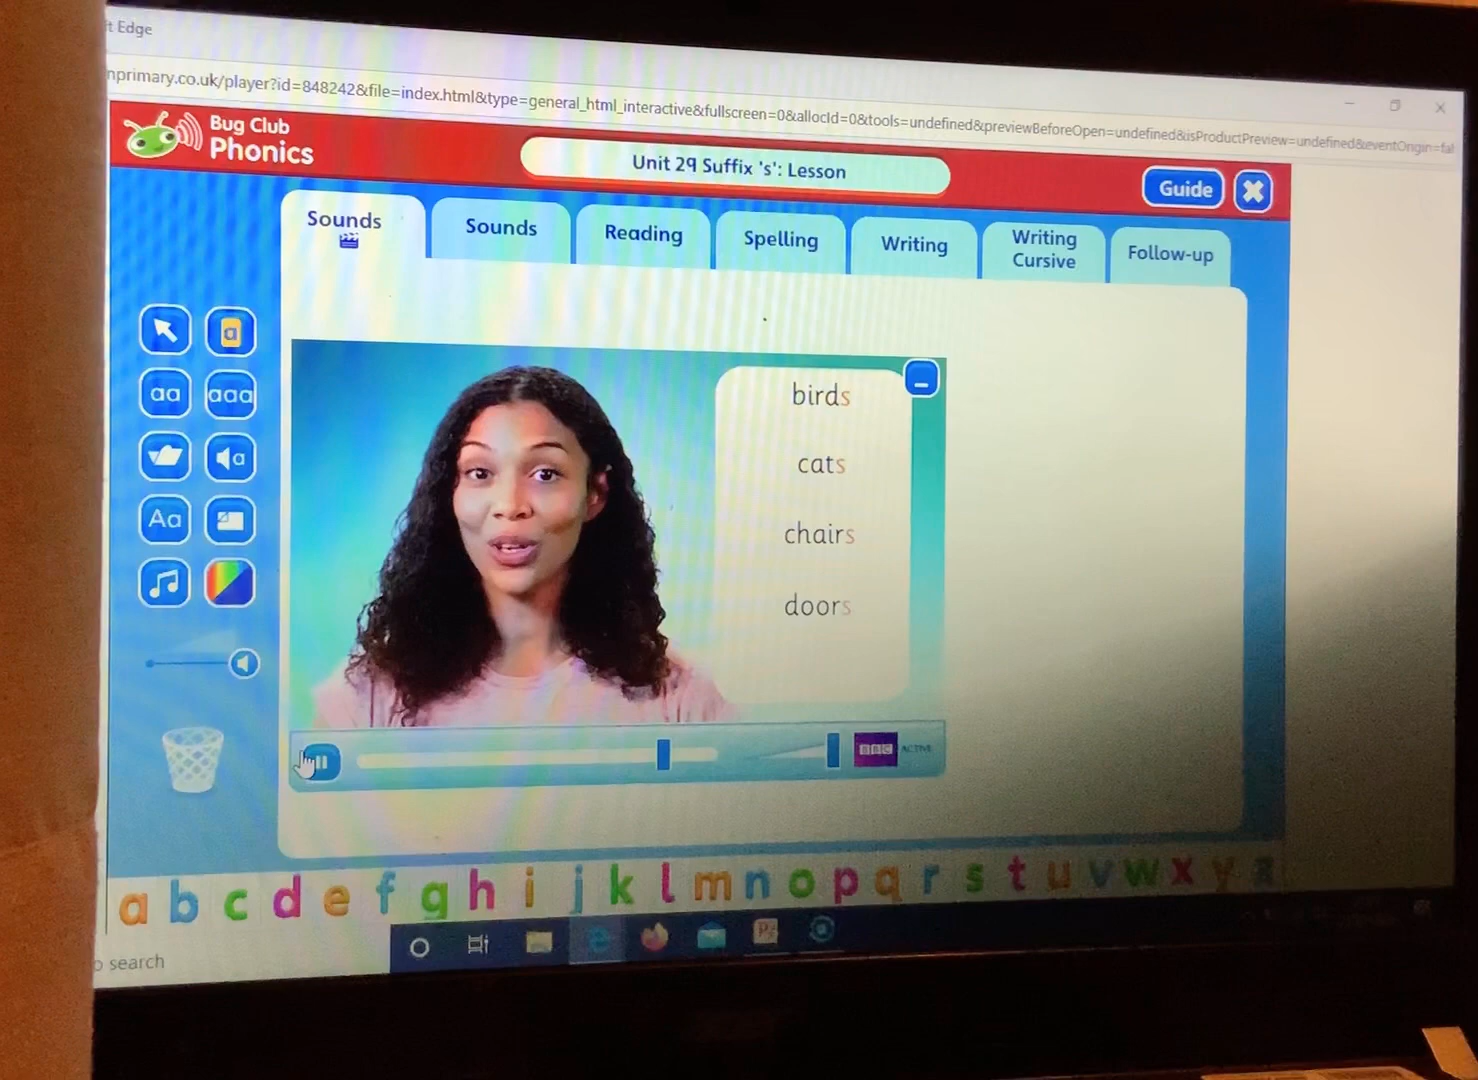 t Edge
nprimary.co.uk/player?id=848242&file=index.html&type=general_html_interactive&fullscreen=0&allocId=0&tools=undefined&previewBeforeOpen=undefined&isProductPreview=undefined&eventOrigin=fal
Bug Club
Phonics
Unit 29 Suffix 's': Lesson
Guide
Sounds
Sounds
Reading
Spelling
Writing
Writing
Cursive
Follow-up
a
aa
aaa
a
Aa
birds
cats
chairs
doors
BBC ACTIVE
a b c d e f g h i j k l m n o p q r s t u v w x y z
o search